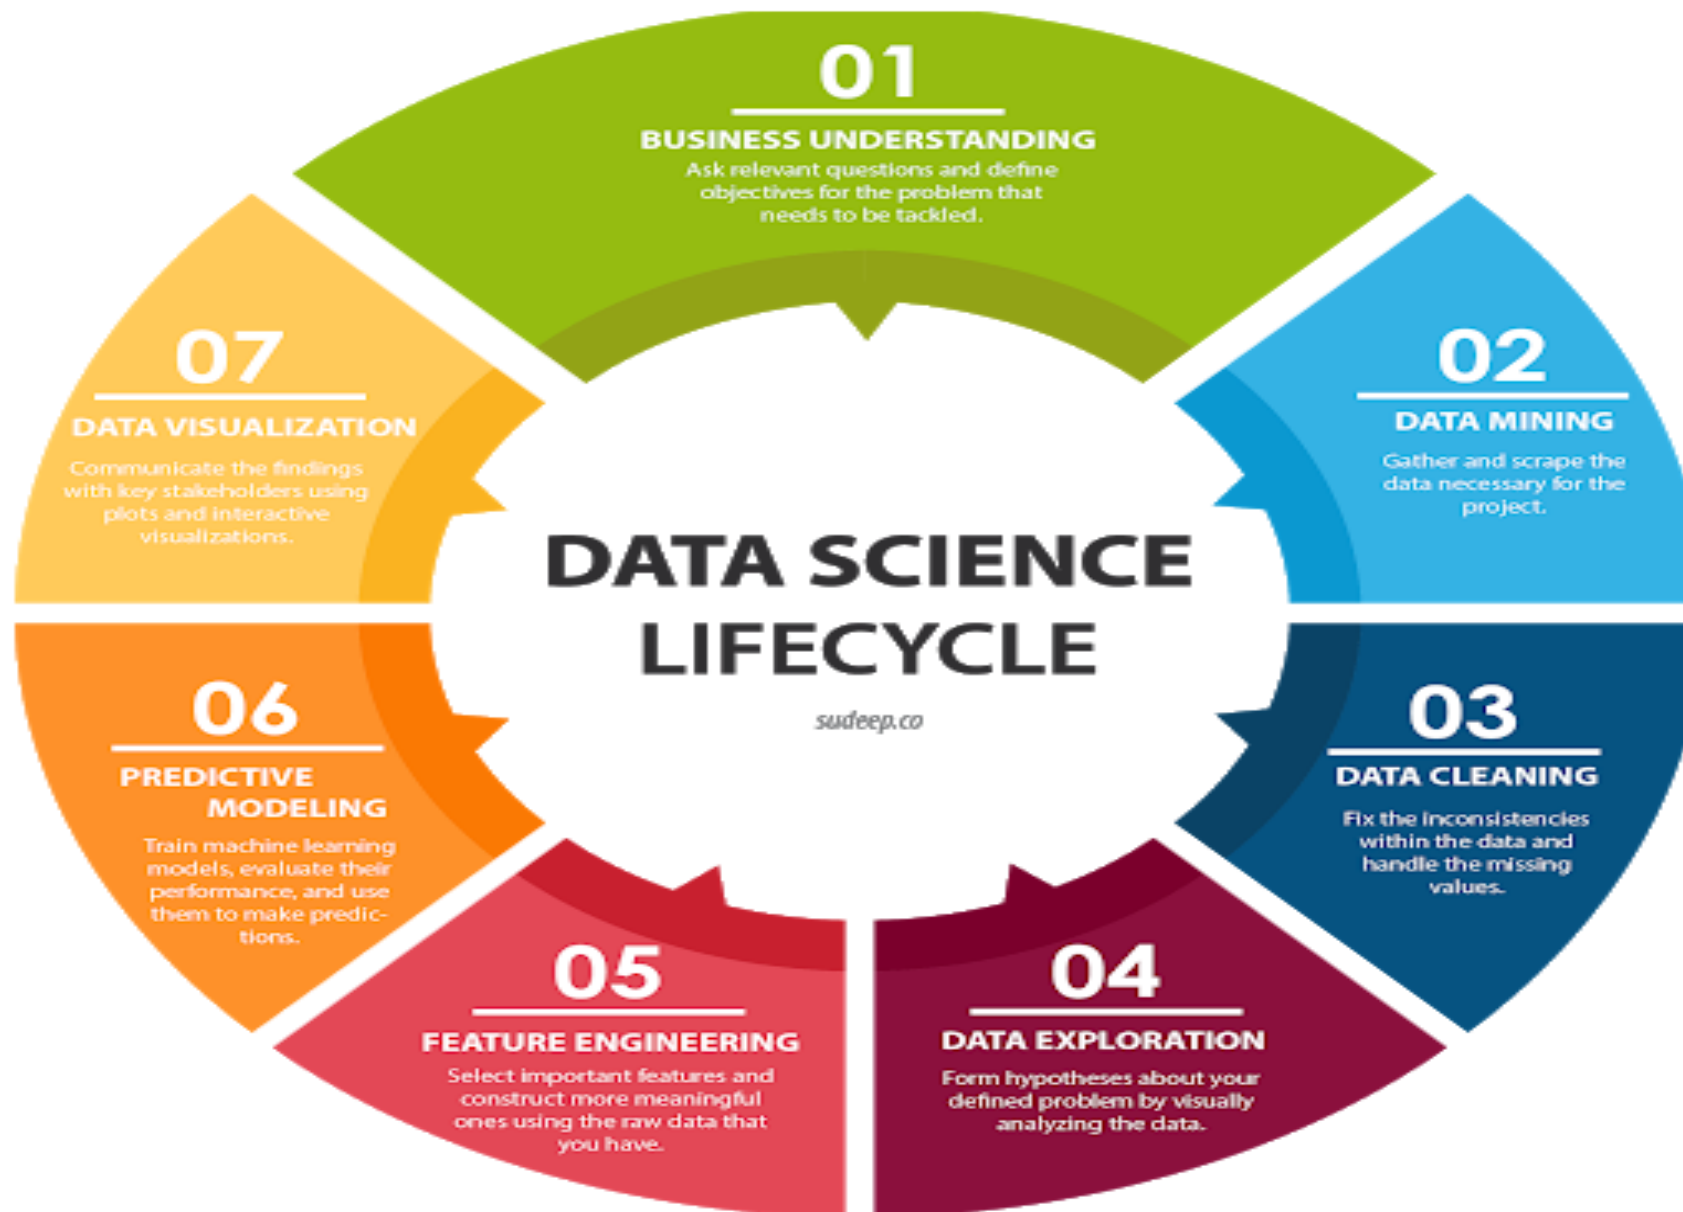 01
BUSINESS UNDERSTANDING
Ask relevant questions and define
objectives for the problem that
needs to be tackled.
02
DATA MINING
Gather and scrape the
data necessary for the
project.
03
DATA CLEANING
Fix the inconsistencies
within the data and
handle the missing
values.
04
DATA EXPLORATION
Form hypotheses about your
defined problem by visually
analyzing the data.
05
FEATURE ENGINEERING
Select important features and
construct more meaningful
ones using the raw data that
you have.
06
PREDICTIVE
MODELING
Train machine learning
models, evaluate their
performance, and use
them to make predic-
tions.
07
DATA VISUALIZATION
Communicate the findings
with key stakeholders using
plots and interactive
visualizations.
DATA SCIENCE
LIFECYCLE
sudeep.co